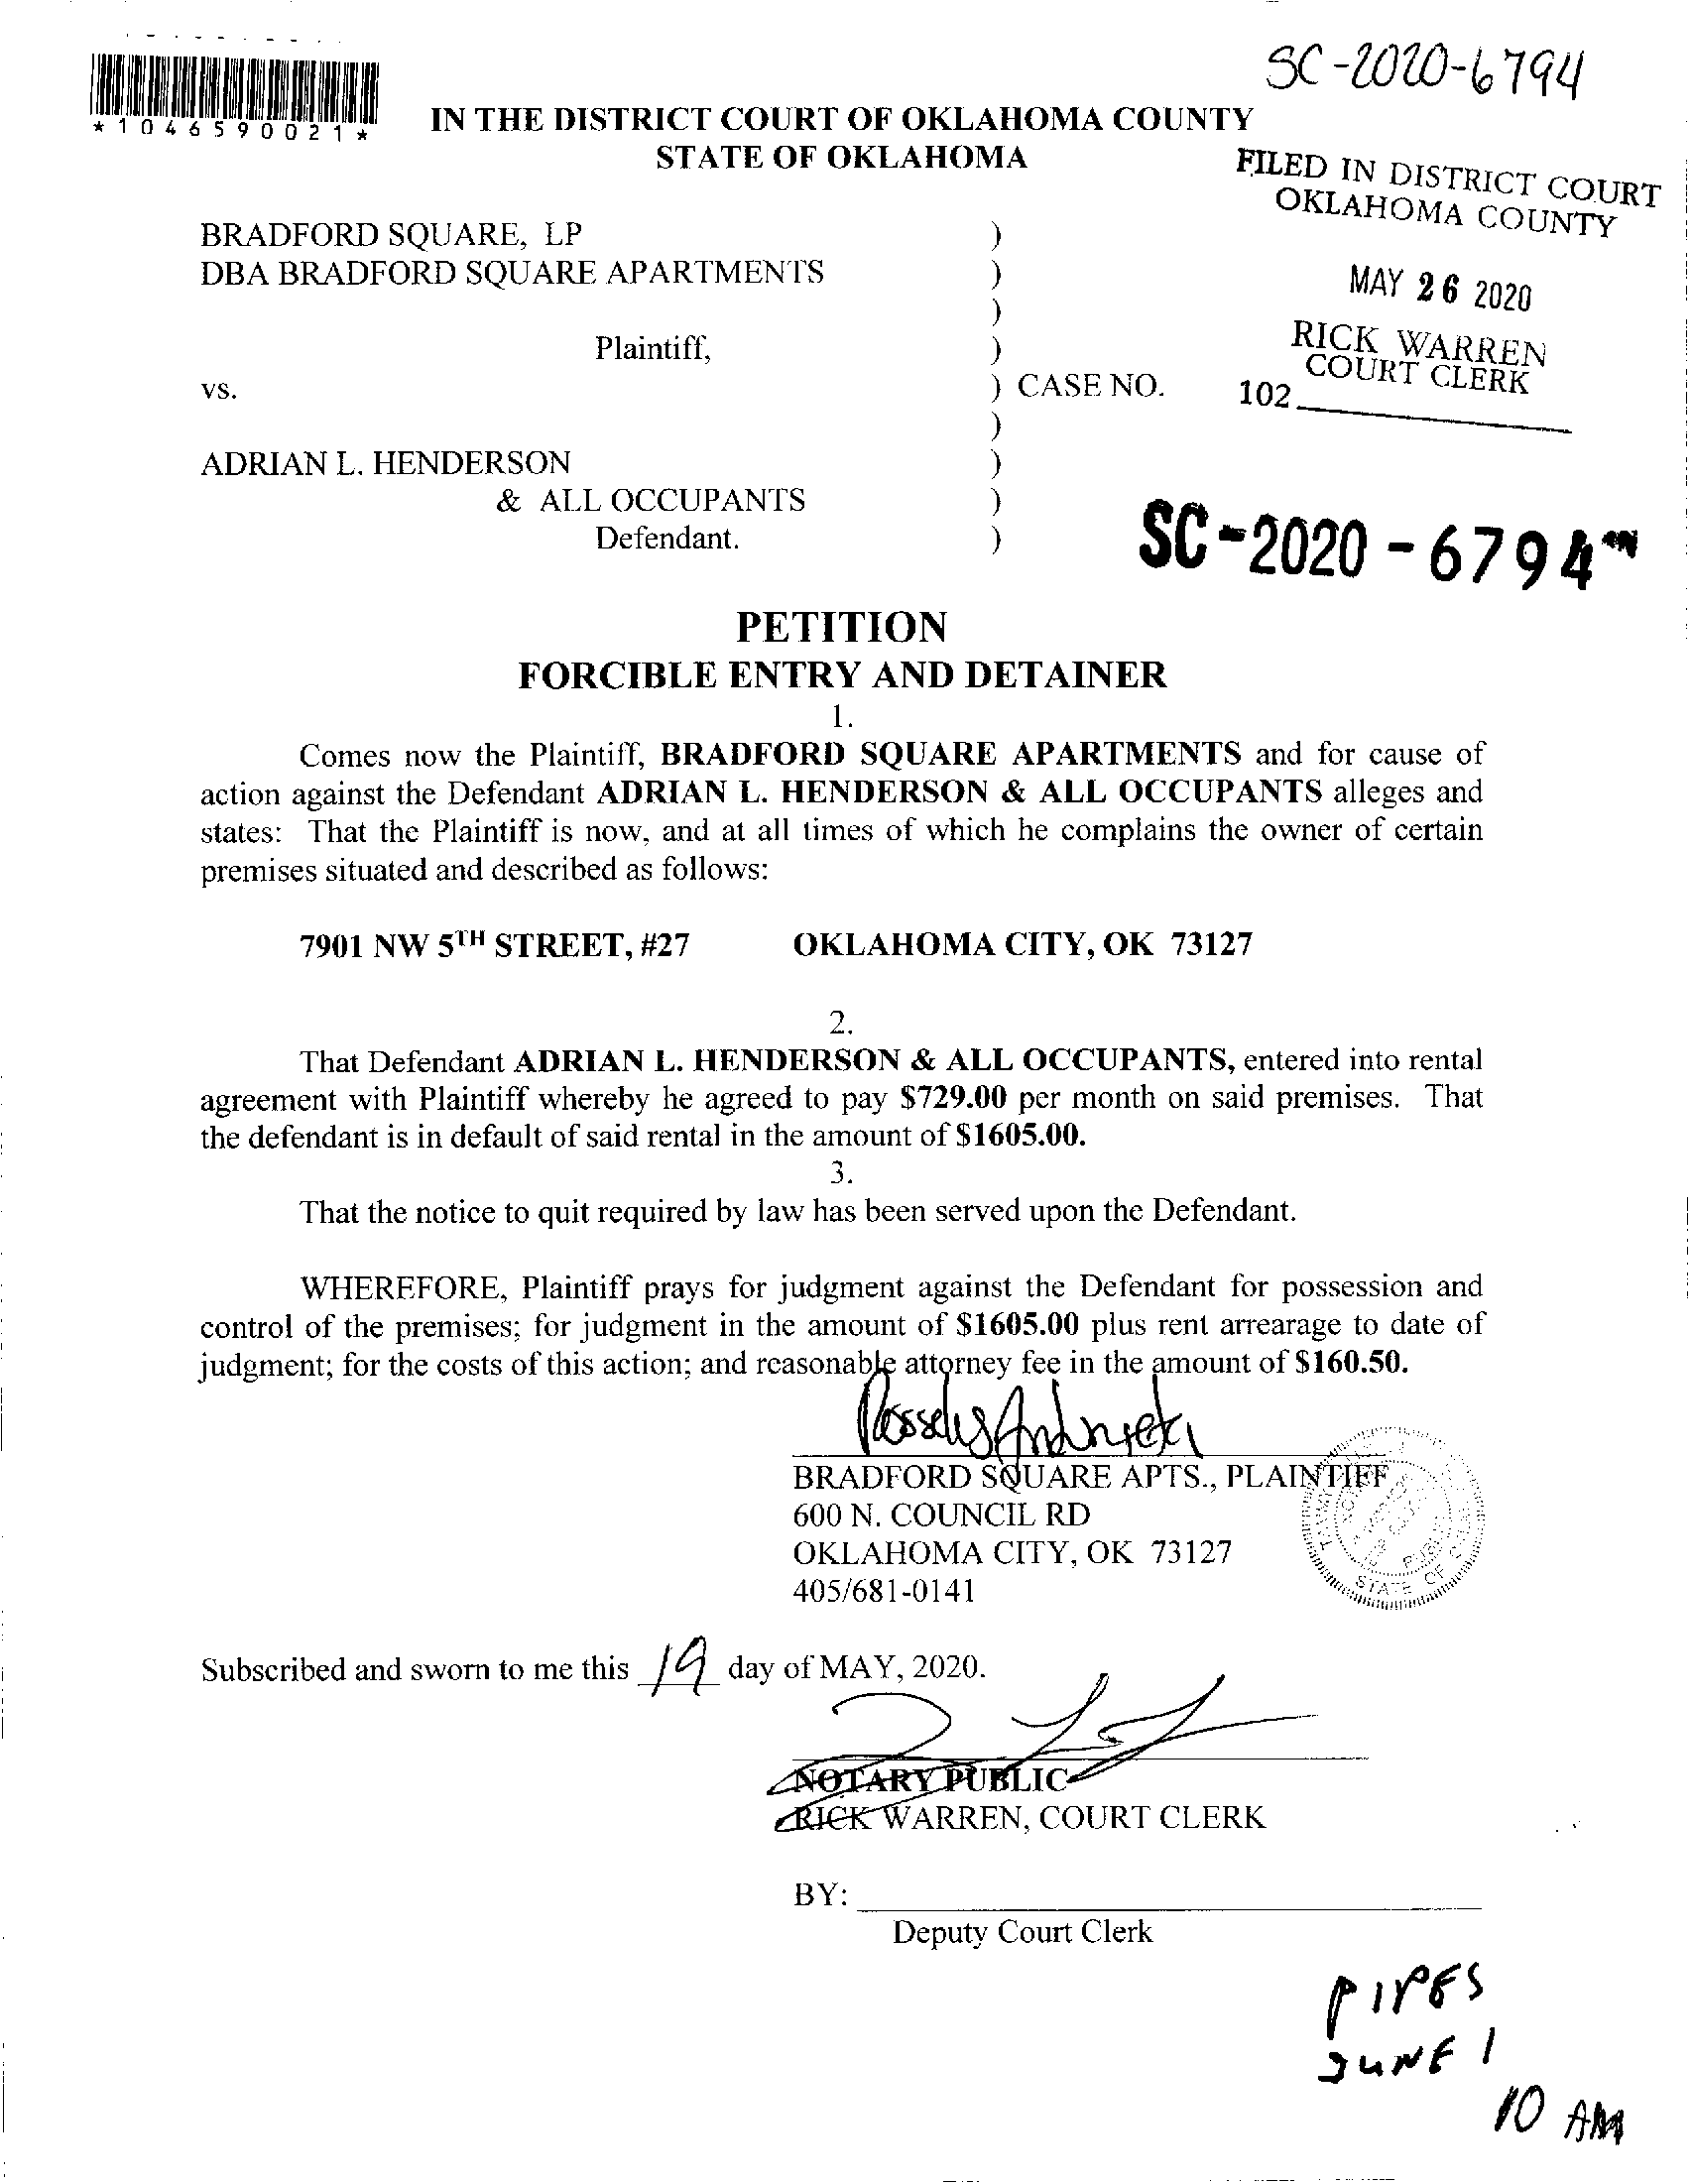 SC-2020-6794
*1046590021*
IN THE DISTRICT COURT OF OKLAHOMA COUNTY
STATE OF OKLAHOMA
FILED IN DISTRICT COURT
OKLAHOMA COUNTY
MAY 26 2020
RICK WARREN
COURT CLERK
102
BRADFORD SQUARE, LP )
DBA BRADFORD SQUARE APARTMENTS )
)
Plaintiff, )
vs. ) CASE NO.
)
ADRIAN L. HENDERSON )
& ALL OCCUPANTS )
Defendant. )
SC-2020-6794
PETITION
FORCIBLE ENTRY AND DETAINER
1.
Comes now the Plaintiff, BRADFORD SQUARE APARTMENTS and for cause of
action against the Defendant ADRIAN L. HENDERSON & ALL OCCUPANTS alleges and
states: That the Plaintiff is now, and at all times of which he complains the owner of certain
premises situated and described as follows:
7901 NW 5TH STREET, #27 OKLAHOMA CITY, OK 73127
2.
That Defendant ADRIAN L. HENDERSON & ALL OCCUPANTS, entered into rental
agreement with Plaintiff whereby he agreed to pay $729.00 per month on said premises. That
the defendant is in default of said rental in the amount of $1605.00.
3.
That the notice to quit required by law has been served upon the Defendant.
WHEREFORE, Plaintiff prays for judgment against the Defendant for possession and
control of the premises; for judgment in the amount of $1605.00 plus rent arrearage to date of
judgment; for the costs of this action; and reasonable attorney fee in the amount of $160.50.
BRADFORD SQUARE APTS., PLAINTIFF
600 N. COUNCIL RD
OKLAHOMA CITY, OK 73127
405/681-0141
STATE OF
Subscribed and sworn to me this 19 day of MAY, 2020.
NOTARY PUBLIC
RICK WARREN, COURT CLERK
BY:
Deputy Court Clerk
PIPES
JUNE 1
10 AM